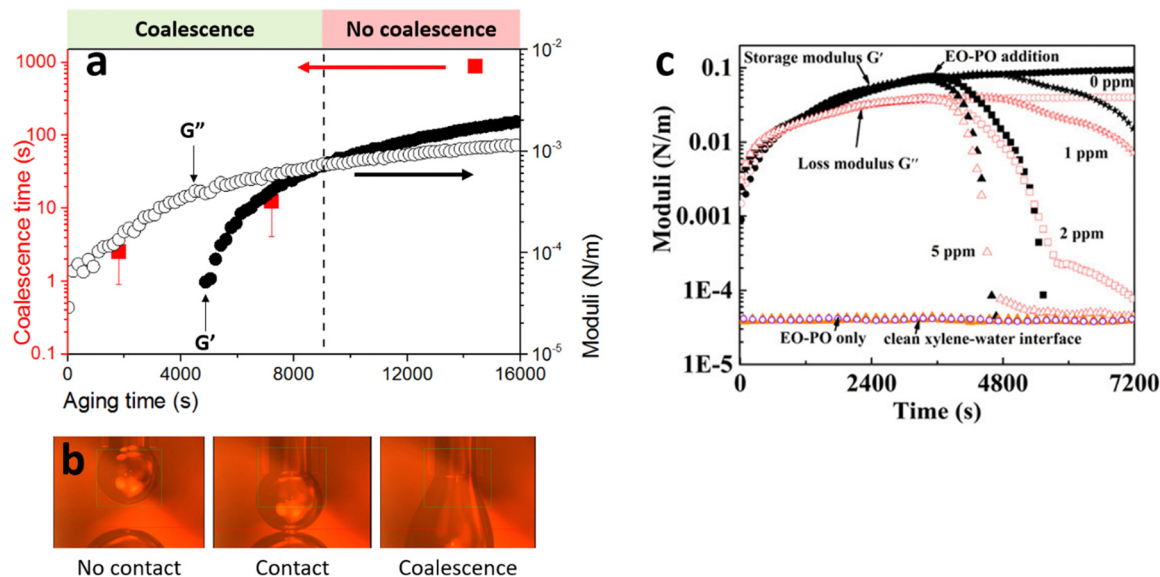 Coalescence No coalescence
a
Coalescence time (s)
1000
100
10
1
0.1
G''
G'
10⁻²
10⁻³
10⁻⁴
10⁻⁵
Moduli (N/m)
0 4000 8000 12000 16000
Aging time (s)
b
No contact Contact Coalescence
c
Moduli (N/m)
0.1
0.01
0.001
1E-4
1E-5
Storage modulus G'
EO-PO addition
0 ppm
Loss modulus G''
1 ppm
2 ppm
5 ppm
EO-PO only
clean xylene-water interface
0 2400 4800 7200
Time (s)